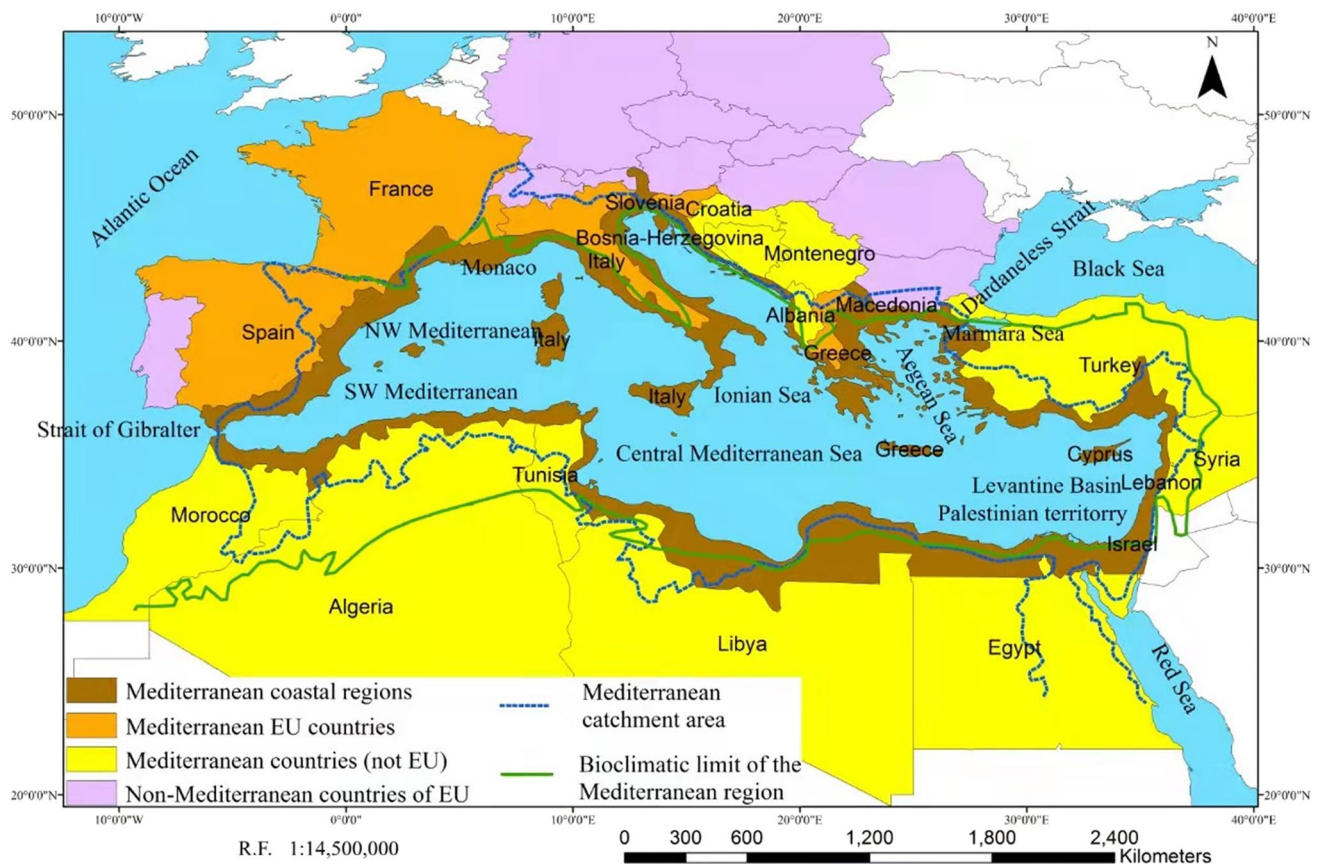 10°0'0"W 0°0'0" 10°0'0"E 20°0'0"E 30°0'0"E 40°0'0"E
N
50°0'0"N 50°0'0"N
Atlantic Ocean
France
Slovenia
Croatia
Bosnia-Herzegovina
Dardaneless Strait
Montenegro
Italy
Monaco
Black Sea
Macedonia
Albania
Marmara Sea
Spain
NW Mediterranean
Italy
40°0'0"N 40°0'0"N
Greece
Aegean Sea
Turkey
SW Mediterranean
Italy
Ionian Sea
Strait of Gibralter
Central Mediterranean Sea
Greece
Cyprus
Syria
Tunisia
Levantine Basin
Lebanon
Palestinian territorry
Morocco
Israel
30°0'0"N 30°0'0"N
Algeria
Libya
Egypt
Red Sea
Mediterranean coastal regions
Mediterranean EU countries
Mediterranean countries (not EU)
Non-Mediterranean countries of EU
Mediterranean
catchment area
Bioclimatic limit of the
Mediterranean region
20°0'0"N 20°0'0"N
10°0'0"W 0°0'0" 10°0'0"E 20°0'0"E 30°0'0"E 40°0'0"E
R.F. 1:14,500,000
0 300 600 1,200 1,800 2,400
Kilometers